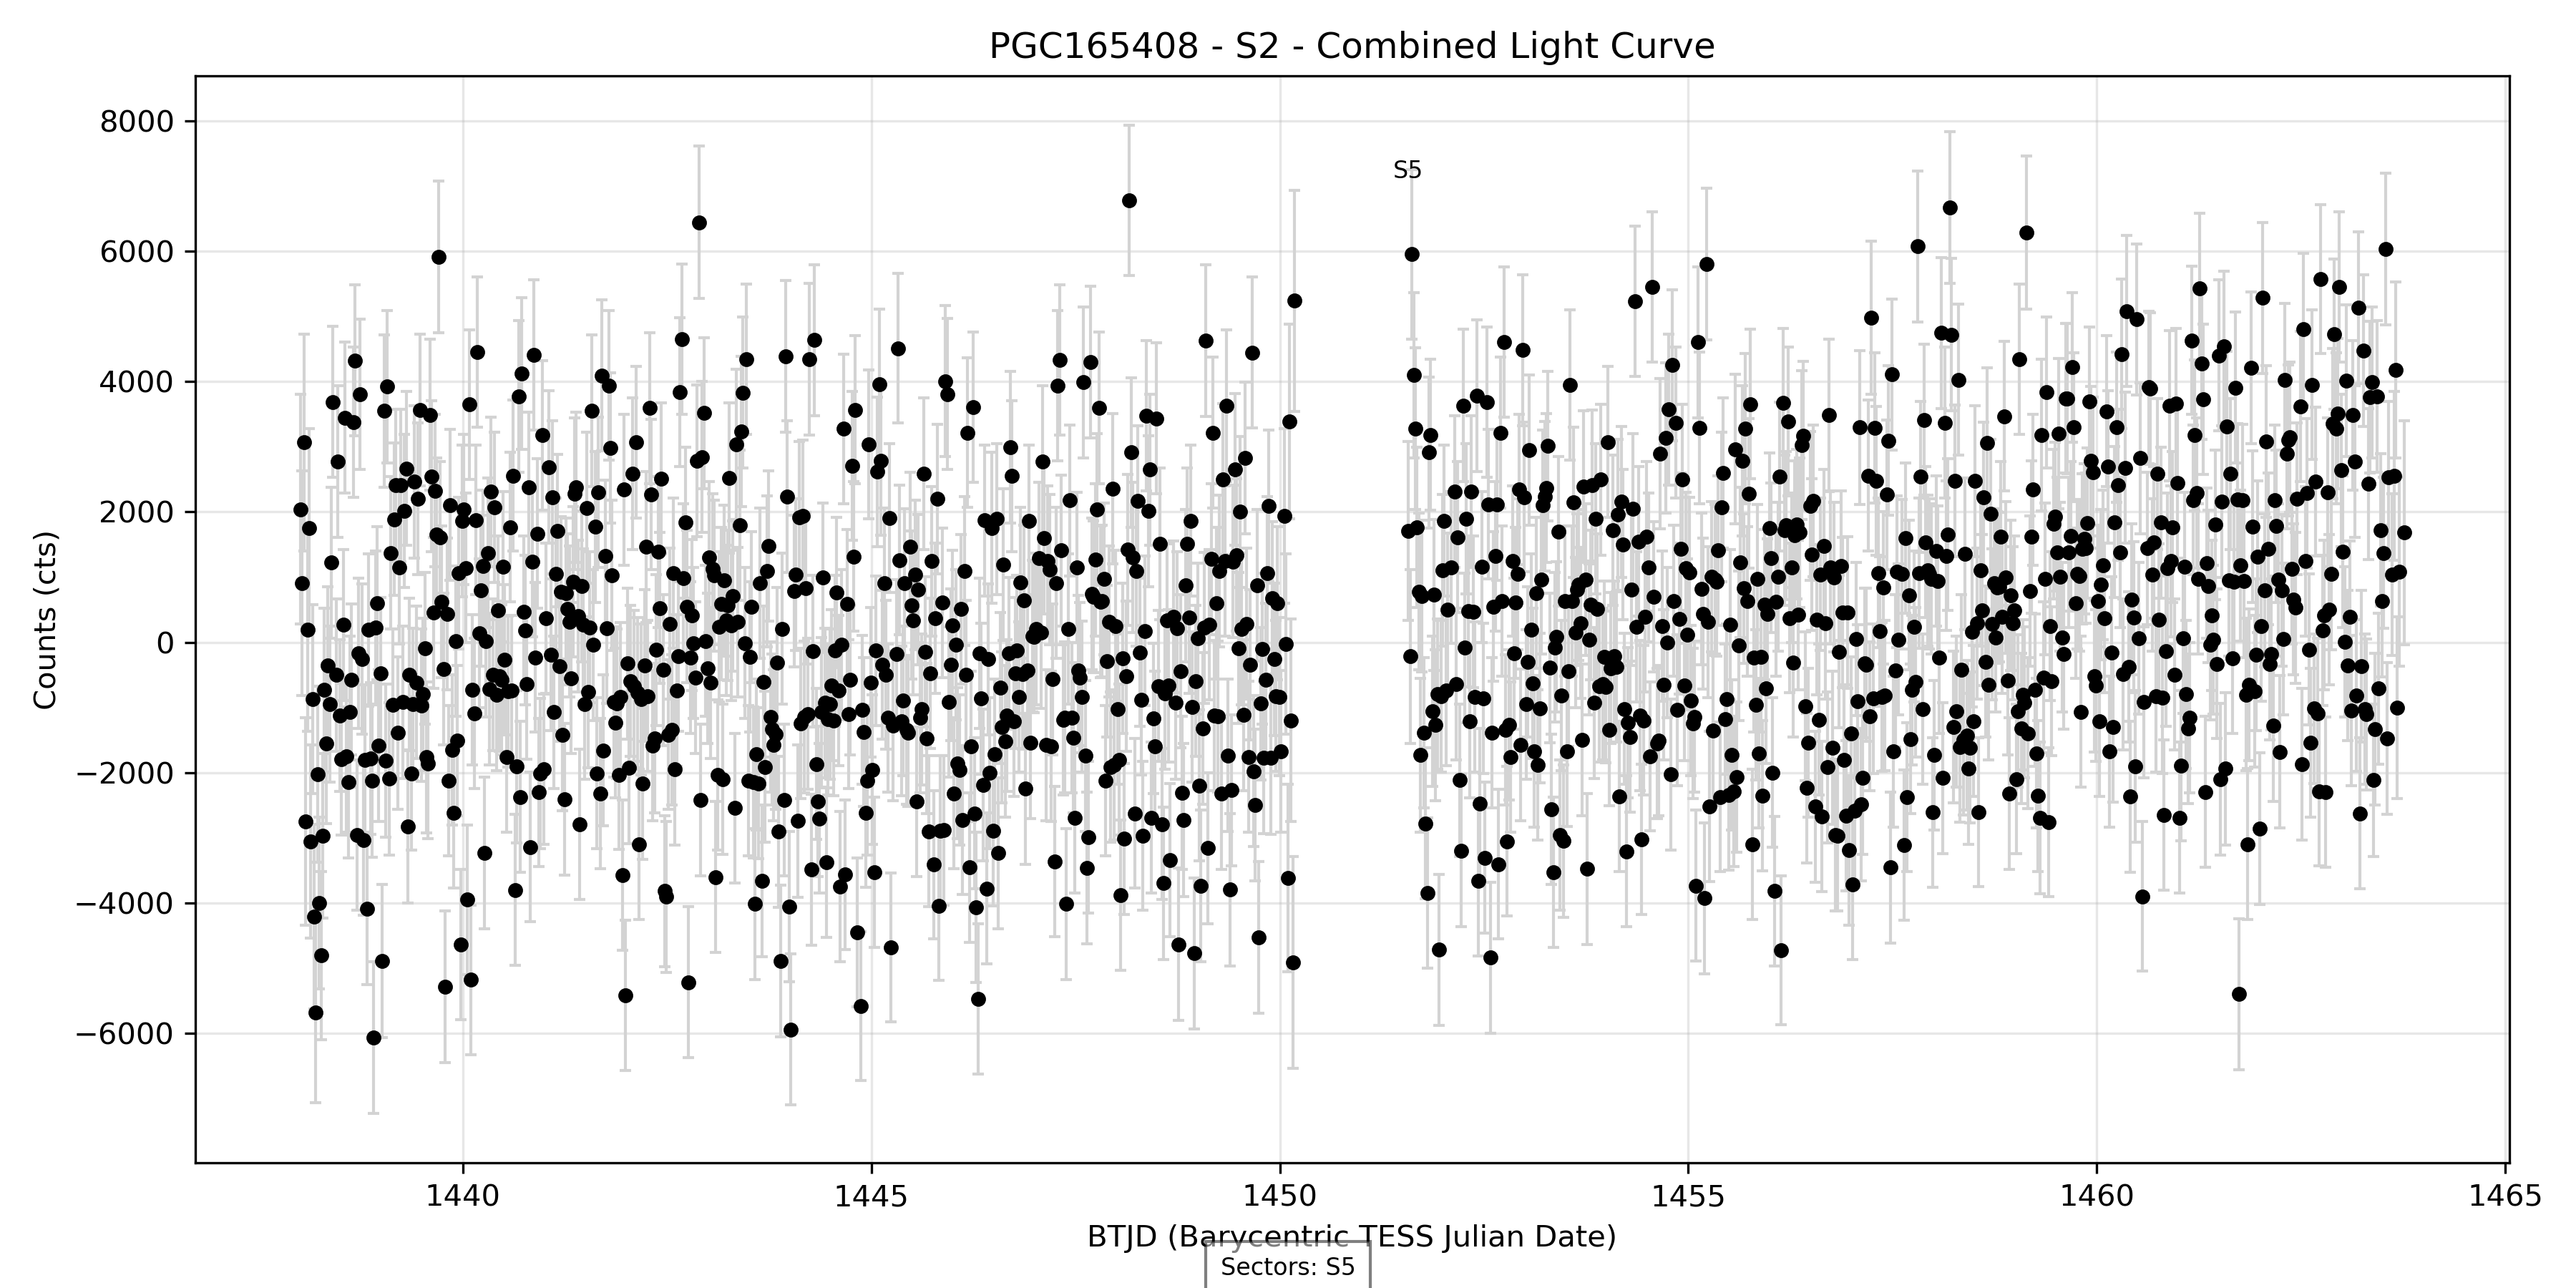 PGC165408 - S2 - Combined Light Curve
8000
6000
4000
2000
0
−2000
−4000
−6000
Counts (cts)
S5
1440
1445
1450
1455
1460
1465
BTJD (Barycentric TESS Julian Date)
Sectors: S5